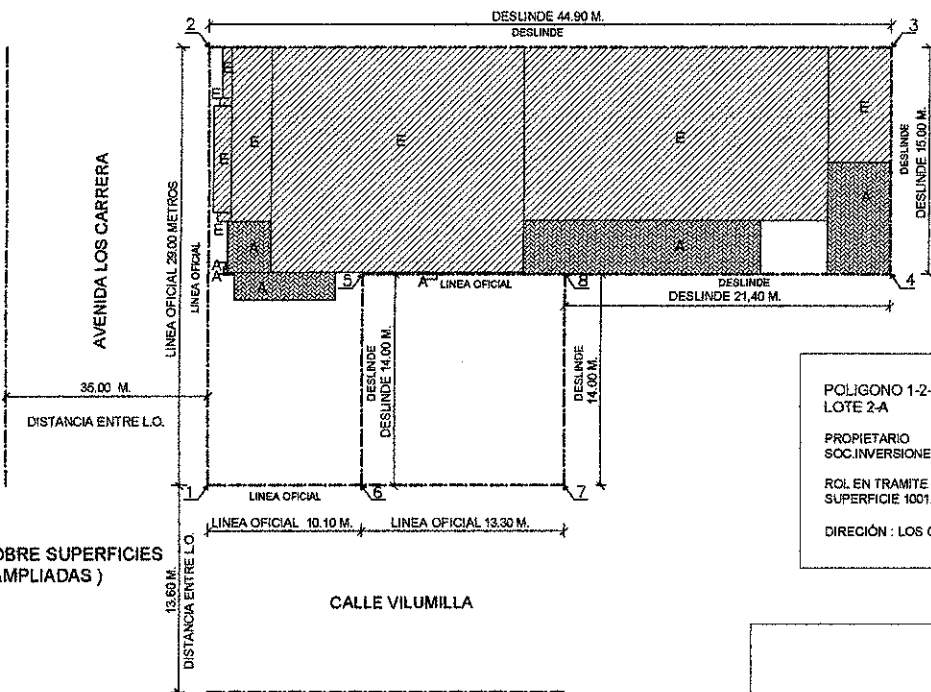 DESLINDE 44.90 M.
DESLINDE
2
3
E
E
E
E
E
E
E
E
A
A
A
A
A
A
A
AVENIDA LOS CARRERA
LINEA OFICIAL 29.00 METROS
LINEA OFICIAL
DESLINDE
DESLINDE 15.00 M.
5
LINEA OFICIAL
8
DESLINDE
4
DESLINDE 21,40 M.
DESLINDE
DESLINDE 14.00 M.
DESLINDE
14.00 M.
35.00 M.
DISTANCIA ENTRE L.O.
POLIGONO 1-2-
LOTE 2-A
PROPIETARIO
SOC.INVERSIONE
ROL EN TRAMITE
SUPERFICIE 1001.
DIRECIÓN : LOS
1
LINEA OFICIAL
6
7
LINEA OFICIAL 10.10 M.
LINEA OFICIAL 13.30 M.
OBRE SUPERFICIES
AMPLIADAS )
13.60 M.
DISTANCIA ENTRE L.O.
CALLE VILUMILLA